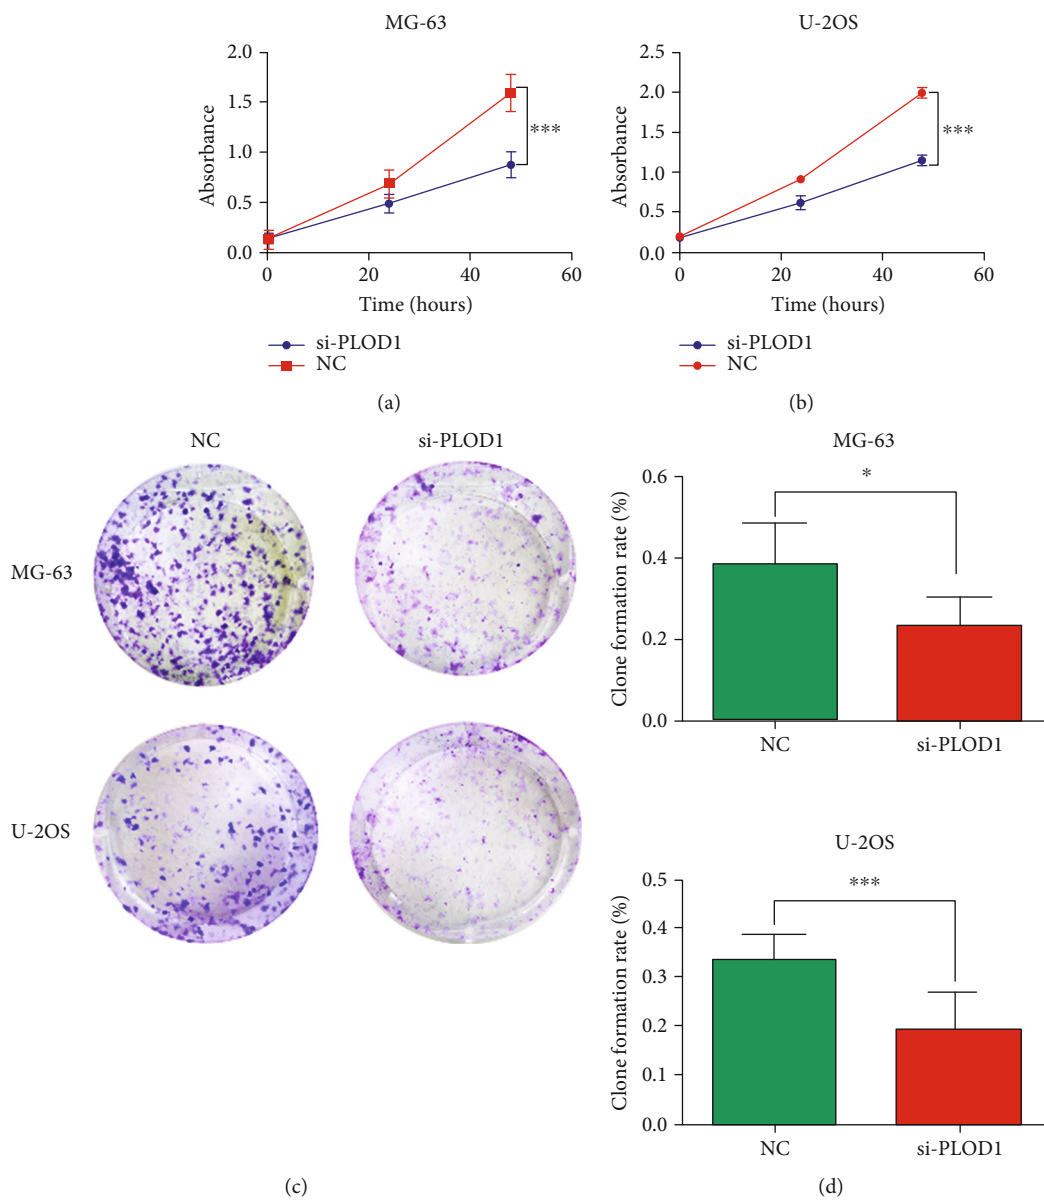 MG-63
2.0
1.5
1.0
0.5
0.0
Absorbance
0 20 40 60
Time (hours)
***
si-PLOD1
NC
(a)
U-2OS
2.5
2.0
1.5
1.0
0.5
0.0
Absorbance
0 20 40 60
Time (hours)
***
si-PLOD1
NC
(b)
NC si-PLOD1
MG-63
U-2OS
(c)
MG-63
0.6
0.4
0.2
0.0
Clone formation rate (%)
*
NC si-PLOD1
U-2OS
0.5
0.4
0.3
0.2
0.1
0.0
Clone formation rate (%)
***
NC si-PLOD1
(d)